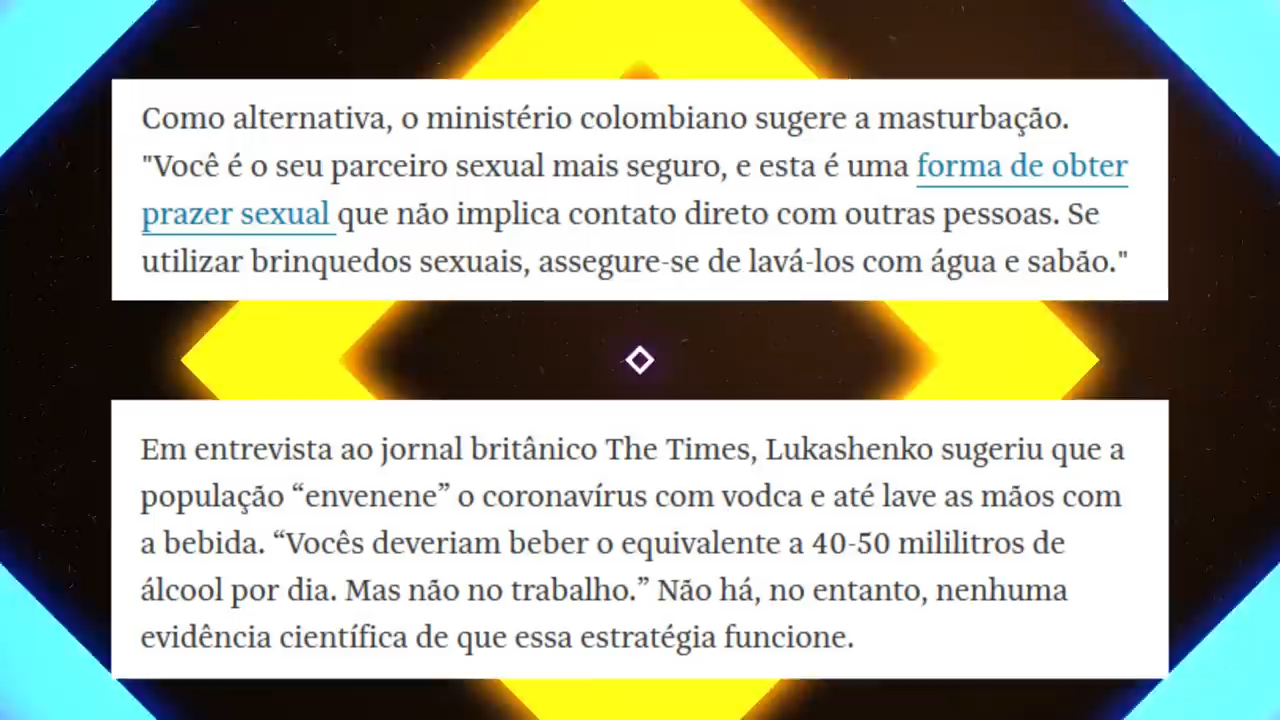 Como alternativa, o ministério colombiano sugere a masturbação.
"Você é o seu parceiro sexual mais seguro, e esta é uma forma de obter
prazer sexual que não implica contato direto com outras pessoas. Se
utilizar brinquedos sexuais, assegure-se de lavá-los com água e sabão."
Em entrevista ao jornal britânico The Times, Lukashenko sugeriu que a
população “envenene” o coronavírus com vodca e até lave as mãos com
a bebida. “Vocês deveriam beber o equivalente a 40-50 mililitros de
álcool por dia. Mas não no trabalho.” Não há, no entanto, nenhuma
evidência científica de que essa estratégia funcione.